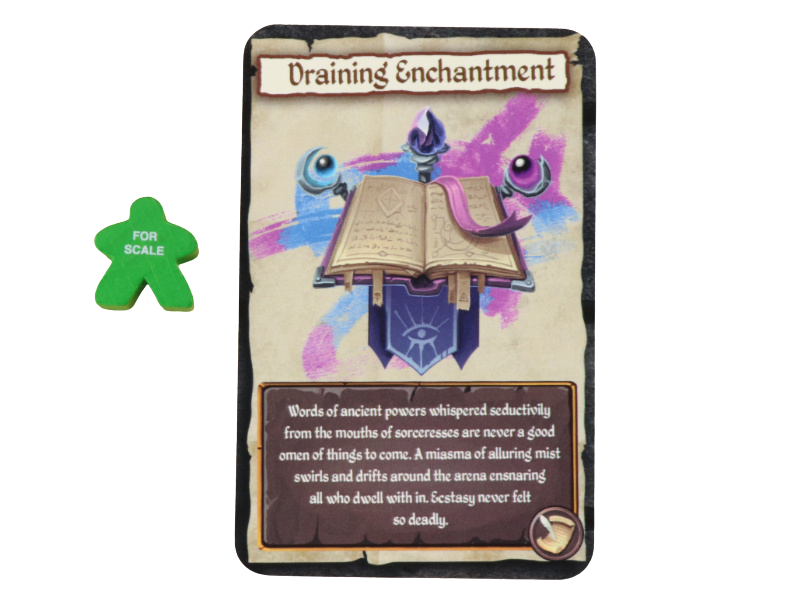 Draining Enchantment
FOR
SCALE
Words of ancient powers whispered seductively
from the mouths of sorceresses are never a good
omen of things to come. A miasma of alluring mist
swirls and drifts around the arena ensnaring
all who dwell with in. Ecstasy never felt
so deadly.